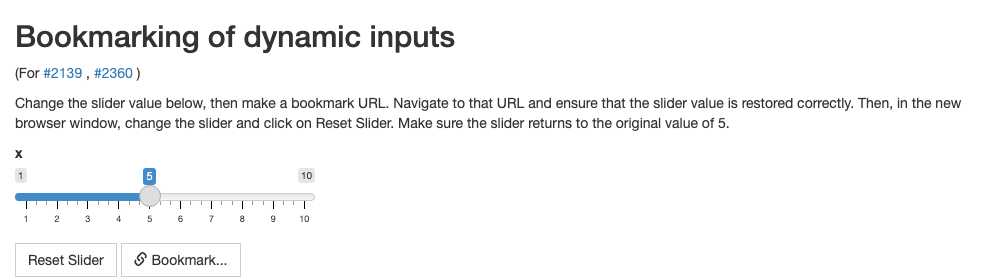 Bookmarking of dynamic inputs
(For #2139 , #2360 )
Change the slider value below, then make a bookmark URL. Navigate to that URL and ensure that the slider value is restored correctly. Then, in the new
browser window, change the slider and click on Reset Slider. Make sure the slider returns to the original value of 5.
x
1 5 10
1 2 3 4 5 6 7 8 9 10
Reset Slider Bookmark...